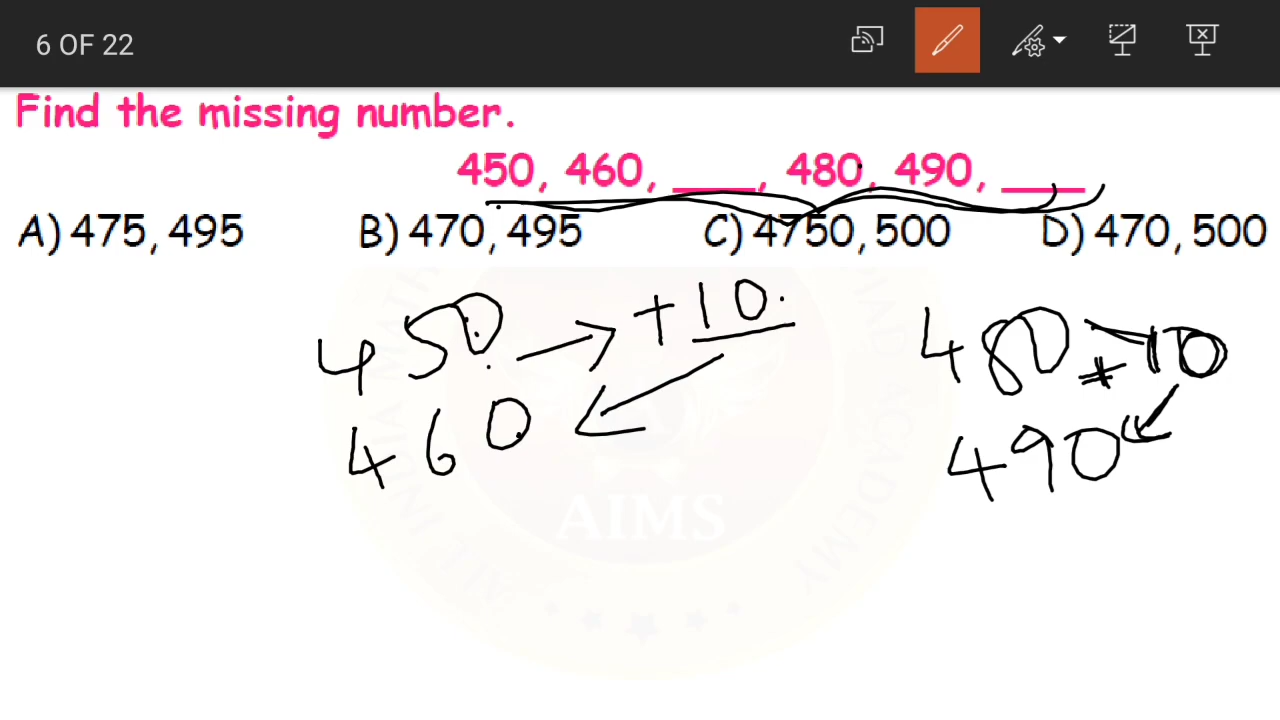 6 OF 22
Find the missing number.
450, 460, ____, 480, 490, ____
A) 475, 495 B) 470, 495 C) 4750, 500 D) 470, 500
450 → +10 480 + 10
460 490
AIMS